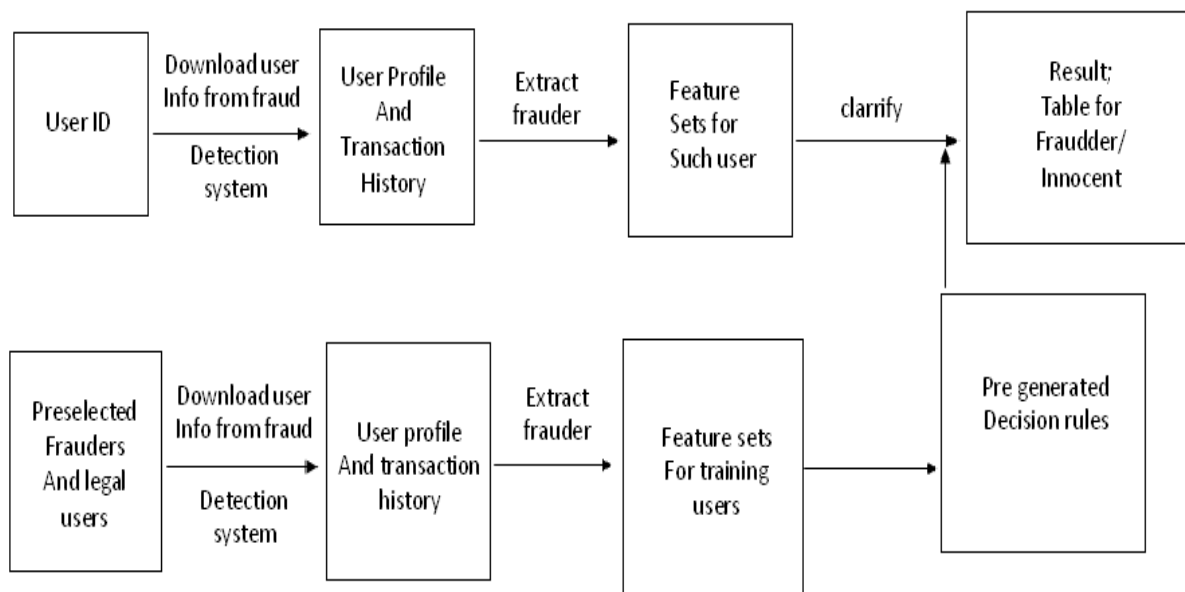 User ID
Download user
Info from fraud
Detection
system
User Profile
And
Transaction
History
Extract
frauder
Feature
Sets for
Such user
clarrify
Result;
Table for
Fraudder/
Innocent
Preselected
Frauders
And legal
users
Download user
Info from fraud
Detection
system
User profile
And transaction
history
Extract
frauder
Feature sets
For training
users
Pre generated
Decision rules